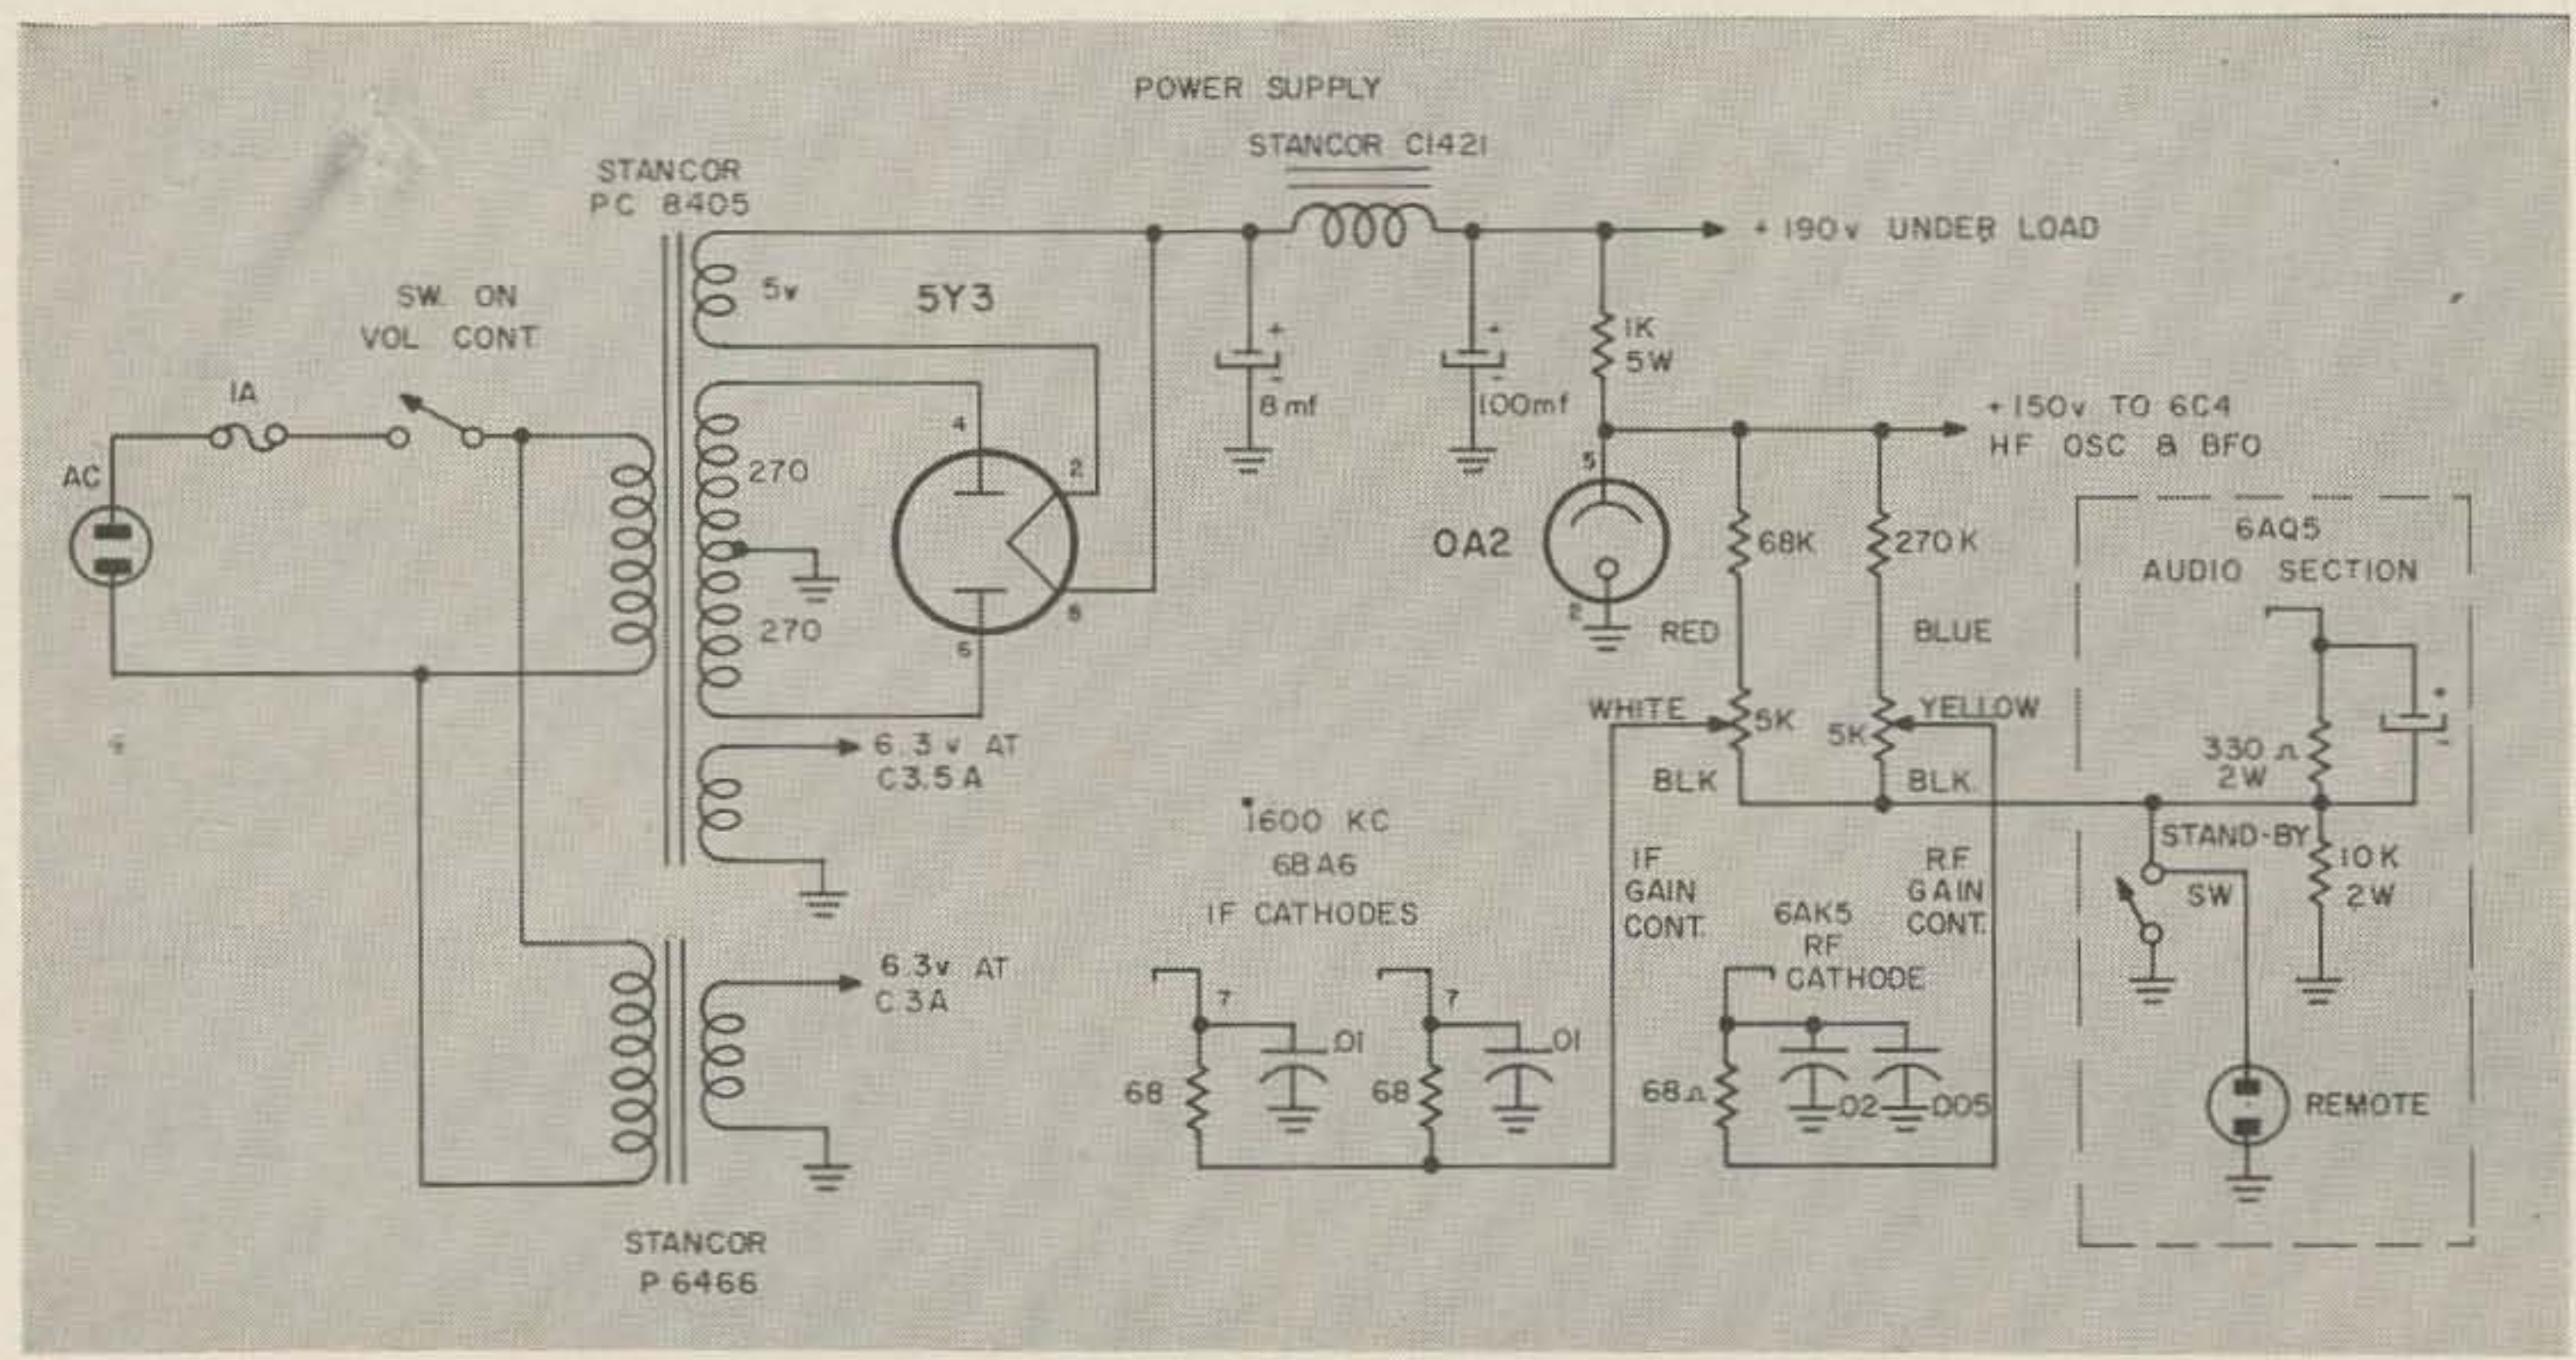 POWER SUPPLY
STANCOR C1421
STANCOR
PC 8405
+ 190v UNDER LOAD
5v
5Y3
SW. ON
VOL CONT
1A
AC
+
-
8 mf
+
-
100mf
1K
5W
+150v TO 6C4
HF OSC & BFO
4
2
270
270
6
8
5
OA2
2
68K
270 K
RED
BLUE
WHITE
5K
5K
YELLOW
BLK
BLK
6AQ5
AUDIO SECTION
330 Ω
2W
+
-
STAND-BY
SW
10 K
2W
REMOTE
6.3 v AT
C3.5 A
1600 KC
6BA6
IF CATHODES
IF
GAIN
CONT.
RF
GAIN
CONT.
6AK5
RF
CATHODE
6.3v AT
C 3A
7
.01
68
7
.01
68
68Ω
.02
.005
STANCOR
P 6466